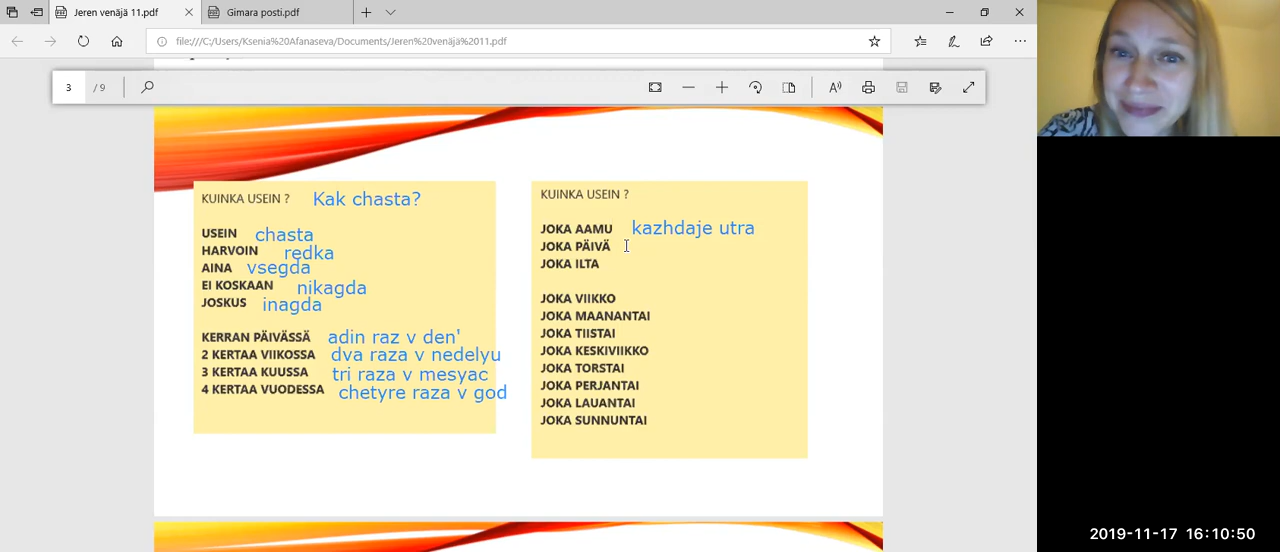 Jeren venäjä 11.pdf
Gimara posti.pdf
file:///C:/Users/Ksenia%20Afanaseva/Documents/Jeren%20venäjä%2011.pdf
3 / 9
KUINKA USEIN ? Kak chasta?
USEIN chasta
HARVOIN redka
AINA vsegda
EI KOSKAAN nikagda
JOSKUS inagda
KERRAN PÄIVÄSSÄ adin raz v den'
2 KERTAA VIIKOSSA dva raza v nedelyu
3 KERTAA KUUSSA tri raza v mesyac
4 KERTAA VUODESSA chetyre raza v god
KUINKA USEIN ?
JOKA AAMU kazhdaje utra
JOKA PÄIVÄ
JOKA ILTA
JOKA VIIKKO
JOKA MAANANTAI
JOKA TIISTAI
JOKA KESKIVIIKKO
JOKA TORSTAI
JOKA PERJANTAI
JOKA LAUANTAI
JOKA SUNNUNTAI
2019-11-17 16:10:50